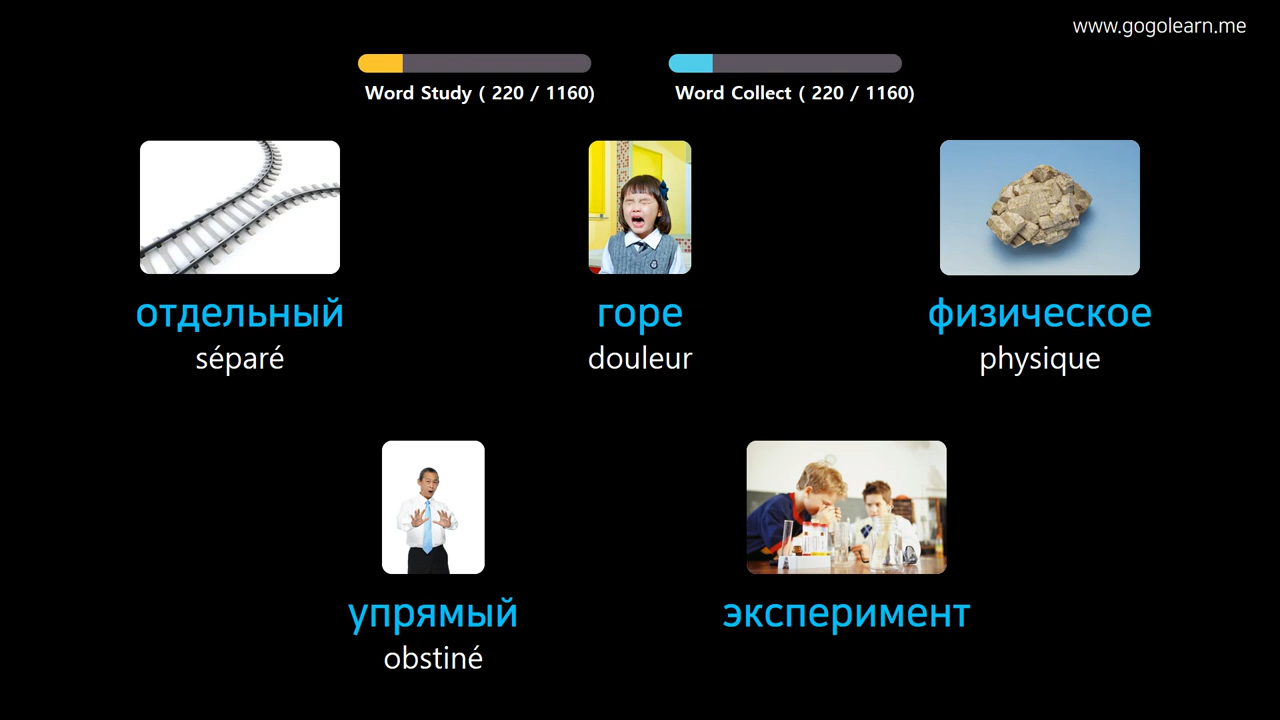 www.gogolearn.me
Word Study ( 220 / 1160)
Word Collect ( 220 / 1160)
отдельный
séparé
горе
douleur
физическое
physique
упрямый
obstiné
эксперимент